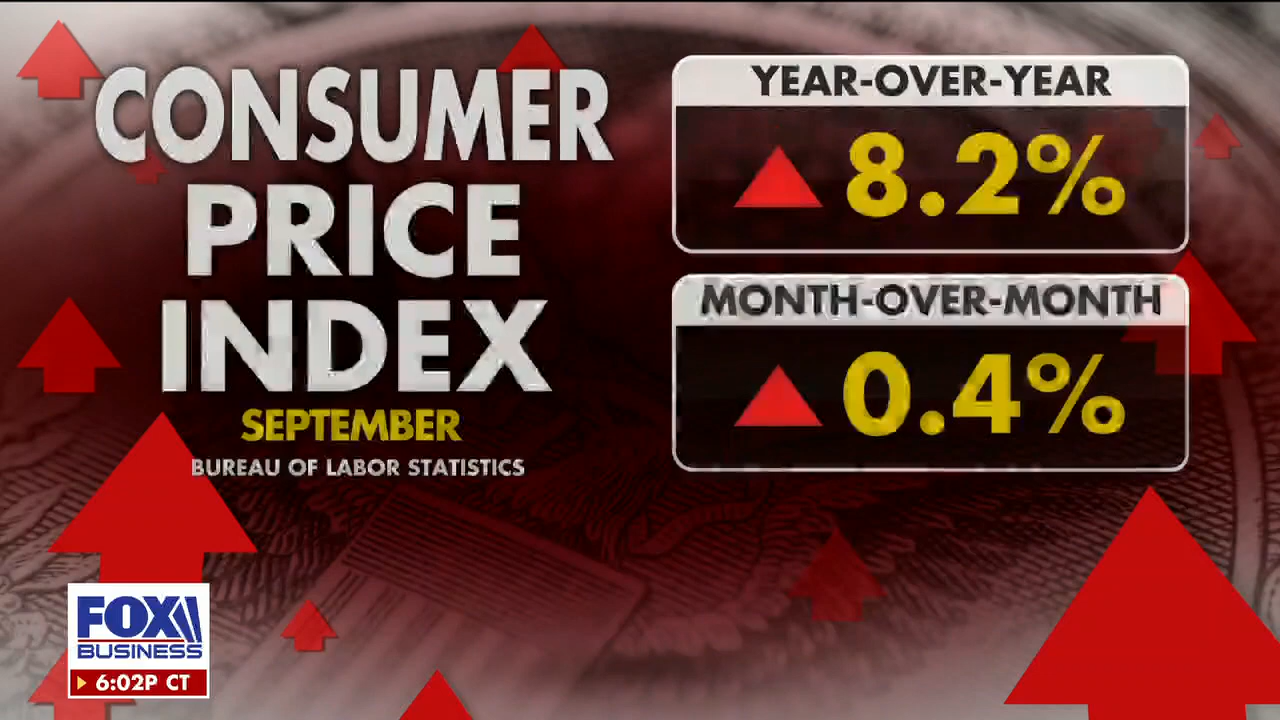 CONSUMER
PRICE
INDEX
SEPTEMBER
BUREAU OF LABOR STATISTICS
YEAR-OVER-YEAR
8.2%
MONTH-OVER-MONTH
0.4%
FOX
BUSINESS
6:02P CT